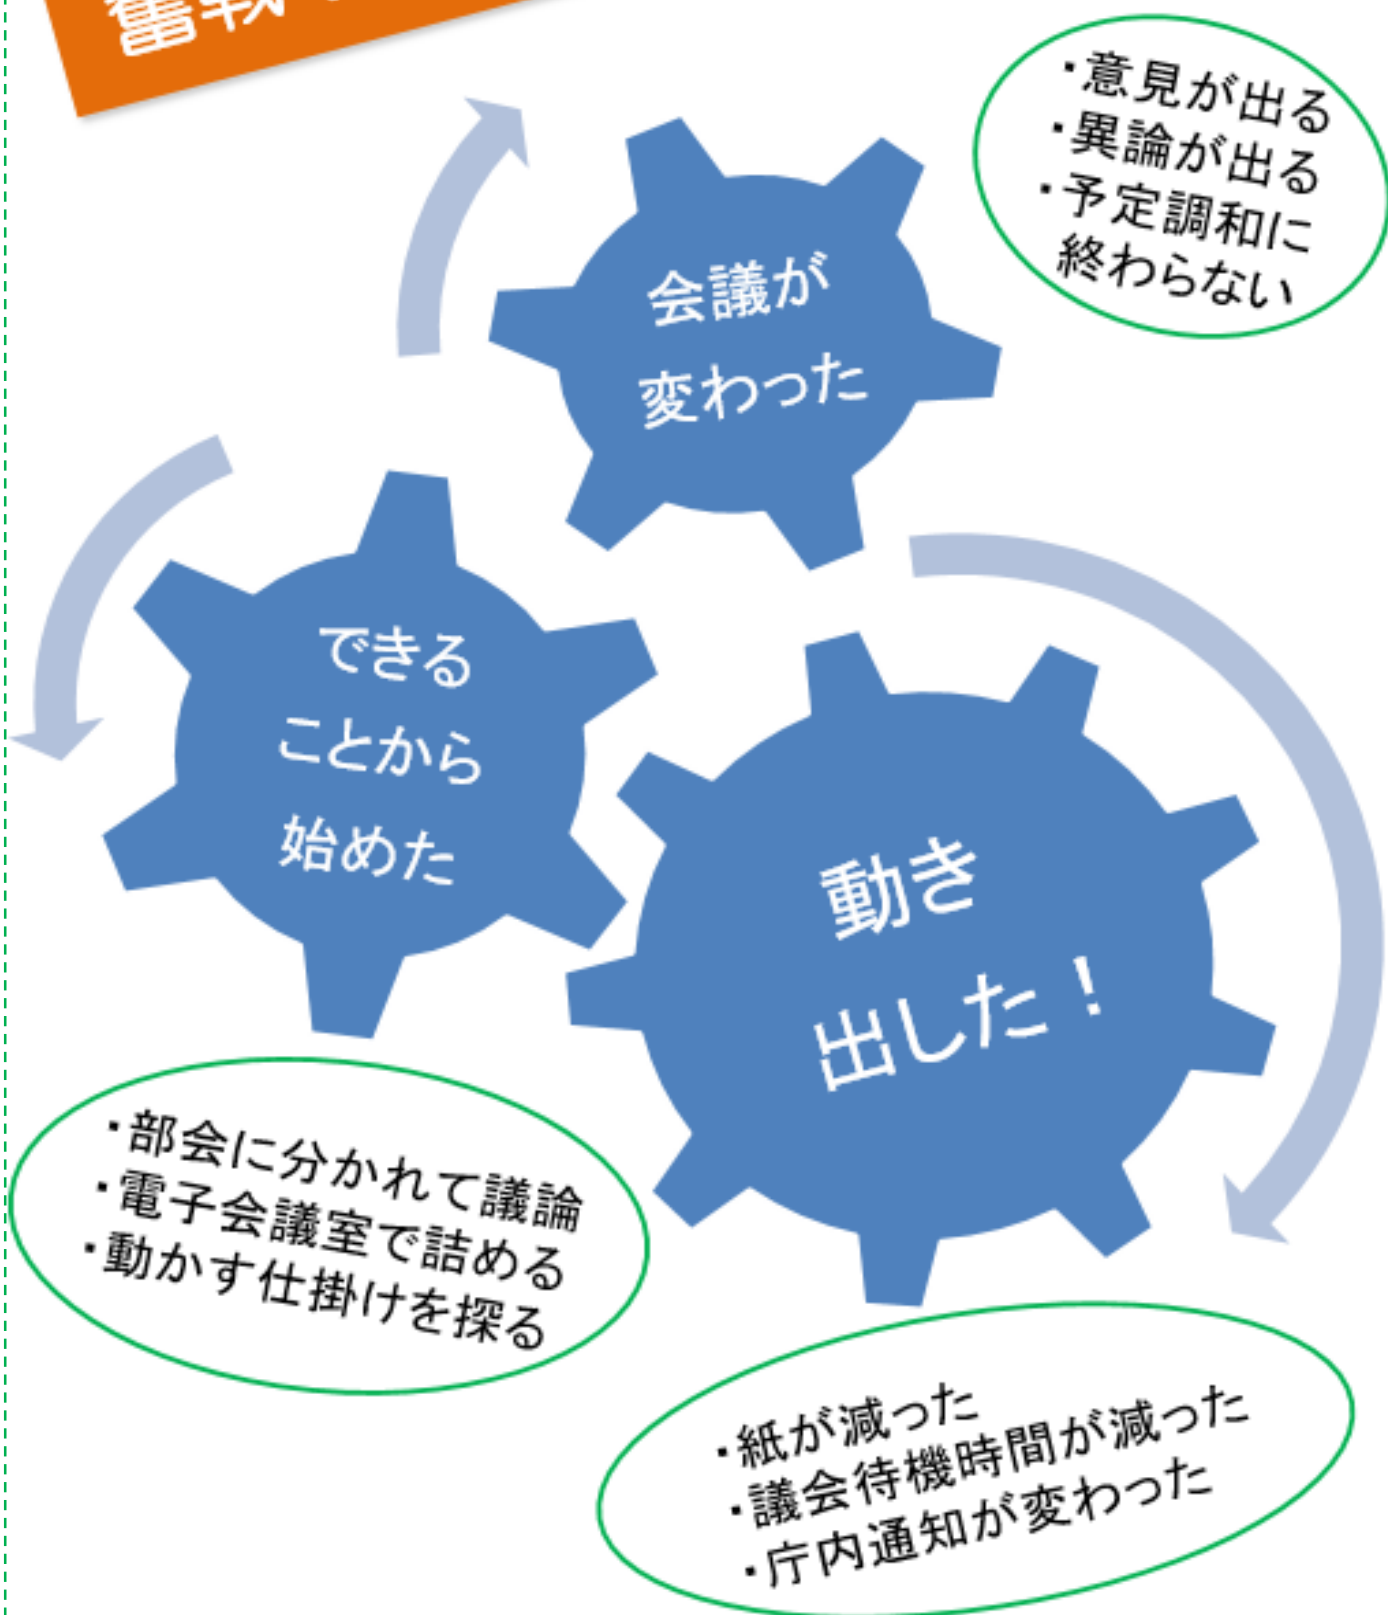 奮戦
・意見が出る
・異論が出る
・予定調和に
終わらない
会議が
変わった
できる
ことから
始めた
動き
出した！
・部会に分かれて議論
・電子会議室で詰める
・動かす仕掛けを探る
・紙が減った
・議会待機時間が減った
・庁内通知が変わった